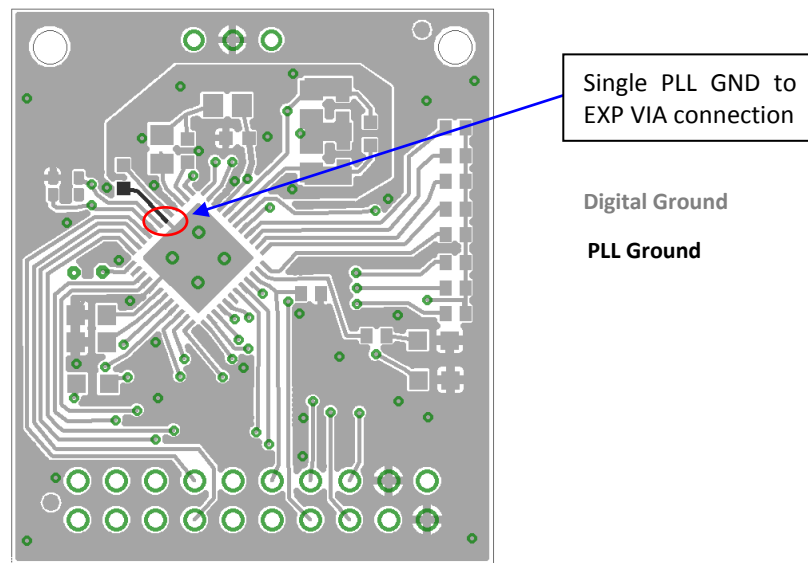 Single PLL GND to
EXP VIA connection
Digital Ground
PLL Ground